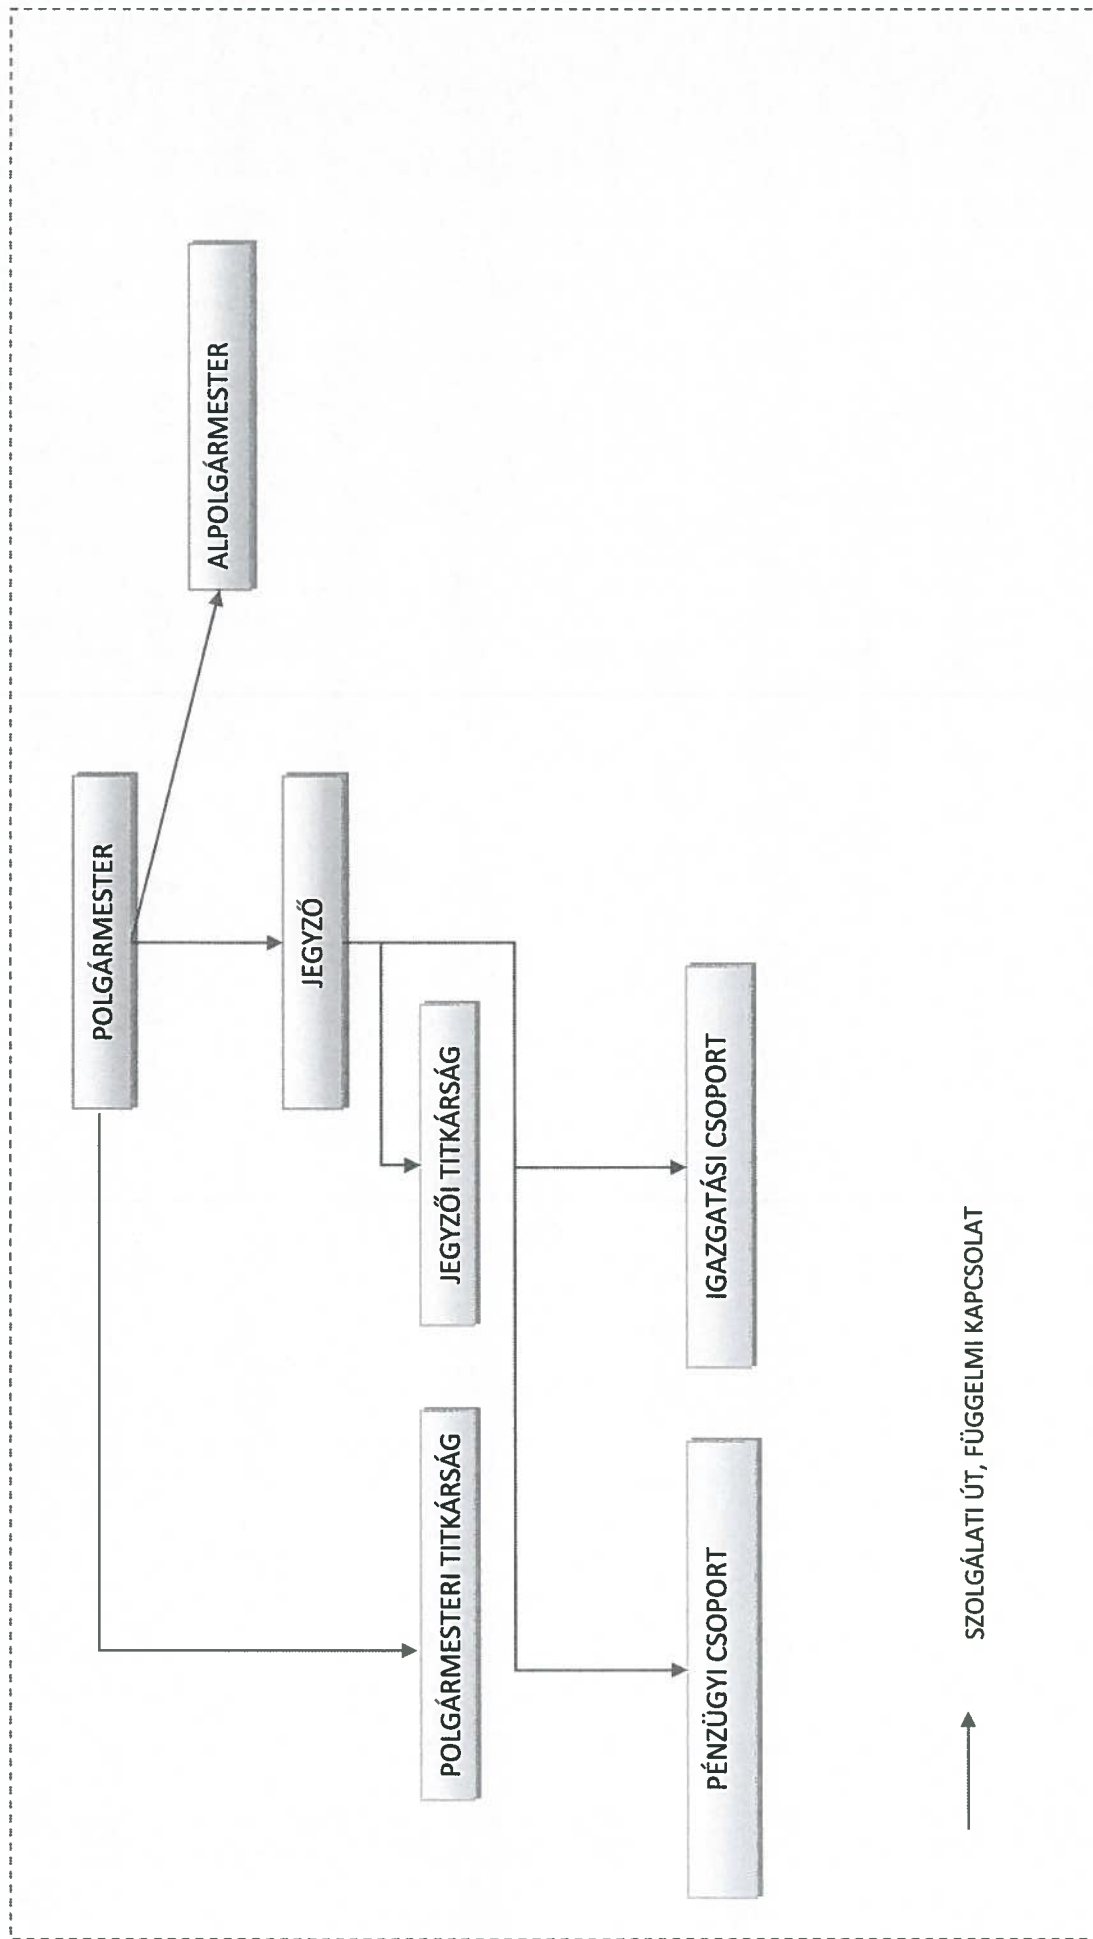 POLGÁRMESTER
ALPOLGÁRMESTER
JEGYZŐ
POLGÁRMESTERI TITKÁRSÁG
JEGYZŐI TITKÁRSÁG
PÉNZÜGYI CSOPORT
IGAZGATÁSI CSOPORT
SZOLGÁLATI ÚT, FÜGGELMI KAPCSOLAT